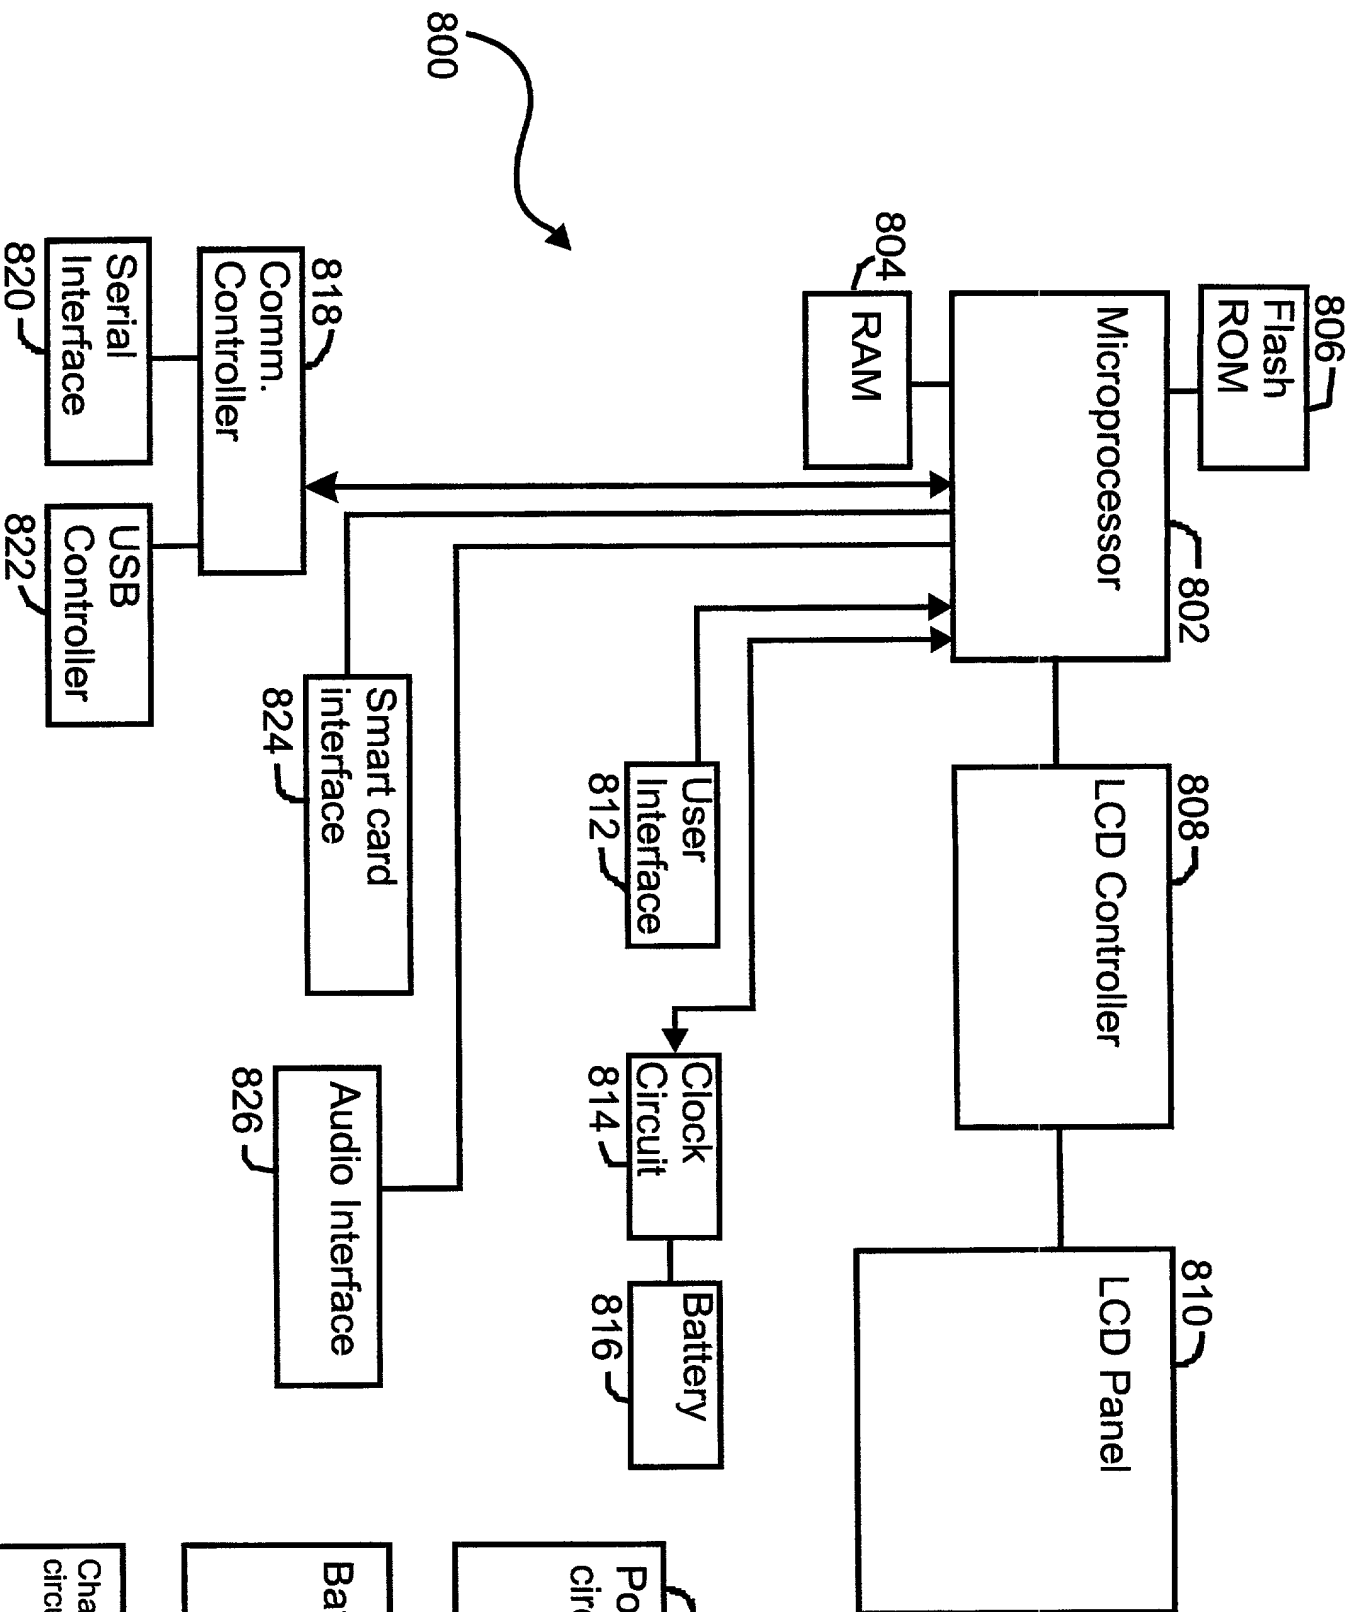 806
Flash
ROM
802
808
810
Microprocessor
LCD Controller
LCD Panel
804
RAM
User
Interface
812
Clock
Circuit
814
Battery
816
800
818
Comm.
Controller
Smart card
interface
824
Audio Interface
826
Serial
Interface
820
USB
Controller
822